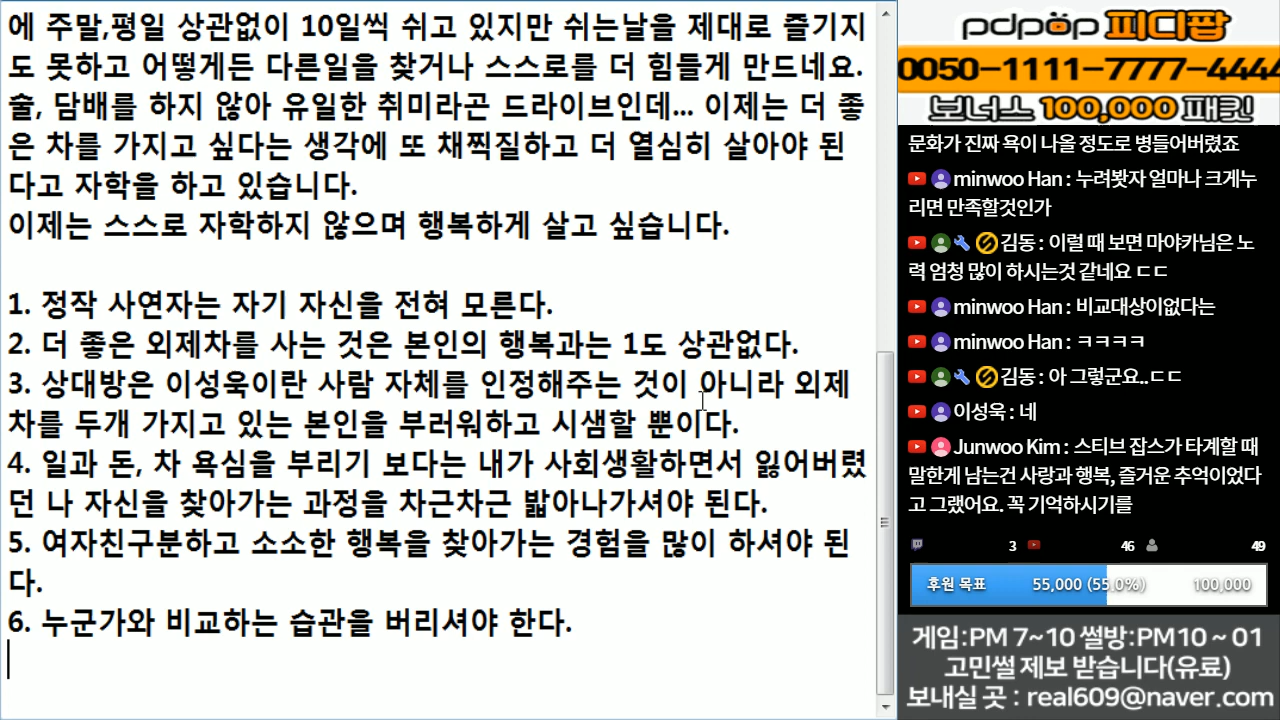 에 주말,평일 상관없이 10일씩 쉬고 있지만 쉬는날을 제대로 즐기지
도 못하고 어떻게든 다른일을 찾거나 스스로를 더 힘들게 만드네요.
술, 담배를 하지 않아 유일한 취미라곤 드라이브인데... 이제는 더 좋
은 차를 가지고 싶다는 생각에 또 채찍질하고 더 열심히 살아야 된
다고 자학을 하고 있습니다.
이제는 스스로 자학하지 않으며 행복하게 살고 싶습니다.
1. 정작 사연자는 자기 자신을 전혀 모른다.
2. 더 좋은 외제차를 사는 것은 본인의 행복과는 1도 상관없다.
3. 상대방은 이성욱이란 사람 자체를 인정해주는 것이 아니라 외제
차를 두개 가지고 있는 본인을 부러워하고 시샘할 뿐이다.
4. 일과 돈, 차 욕심을 부리기 보다는 내가 사회생활하면서 잃어버렸
던 나 자신을 찾아가는 과정을 차근차근 밟아나가셔야 된다.
5. 여자친구분하고 소소한 행복을 찾아가는 경험을 많이 하셔야 된
다.
6. 누군가와 비교하는 습관을 버리셔야 한다.
pdpop 피디팝
0050-1111-7777-4444
보너스 100,000 패킷
문화가 진짜 욕이 나올 정도로 병들어버렸죠
minwoo Han : 누려봣자 얼마나 크게누
리면 만족할것인가
김동 : 이럴 때 보면 마야카님은 노
력 엄청 많이 하시는것 같네요 ㄷㄷ
minwoo Han : 비교대상이없다는
minwoo Han : ㅋㅋㅋㅋ
김동 : 아 그렇군요..ㄷㄷ
이성욱 : 네
Junwoo Kim : 스티브 잡스가 타계할 때
말한게 남는건 사랑과 행복, 즐거운 추억이었다
고 그랬어요. 꼭 기억하시기를
3 46 49
후원 목표 55,000 (55.0%) 100,000
게임:PM 7~10 썰방:PM10 ~ 01
고민썰 제보 받습니다(유료)
보내실 곳 : real609@naver.com